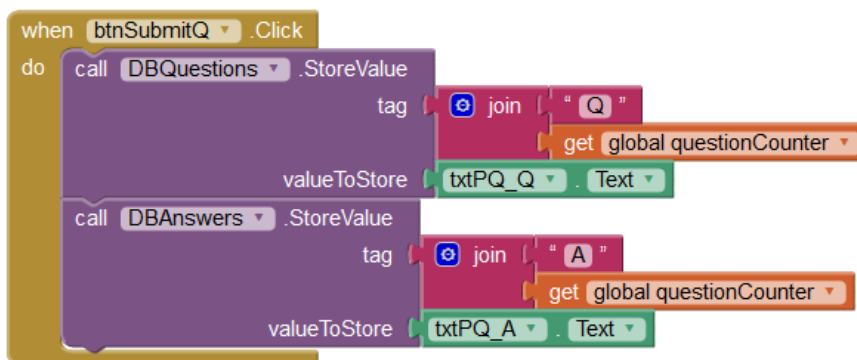 when btnSubmitQ .Click
do call DBQuestions .StoreValue
tag join " Q "
get global questionCounter
valueToStore txtPQ_Q . Text
call DBAnswers .StoreValue
tag join " A "
get global questionCounter
valueToStore txtPQ_A . Text